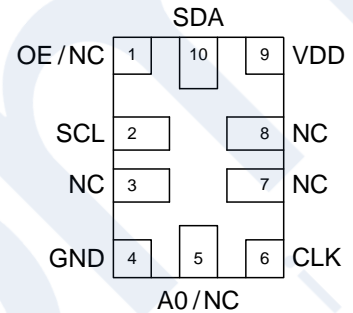 SDA
OE/NC 1 10 9 VDD
SCL 2 8 NC
NC 3 7 NC
GND 4 5 6 CLK
A0/NC